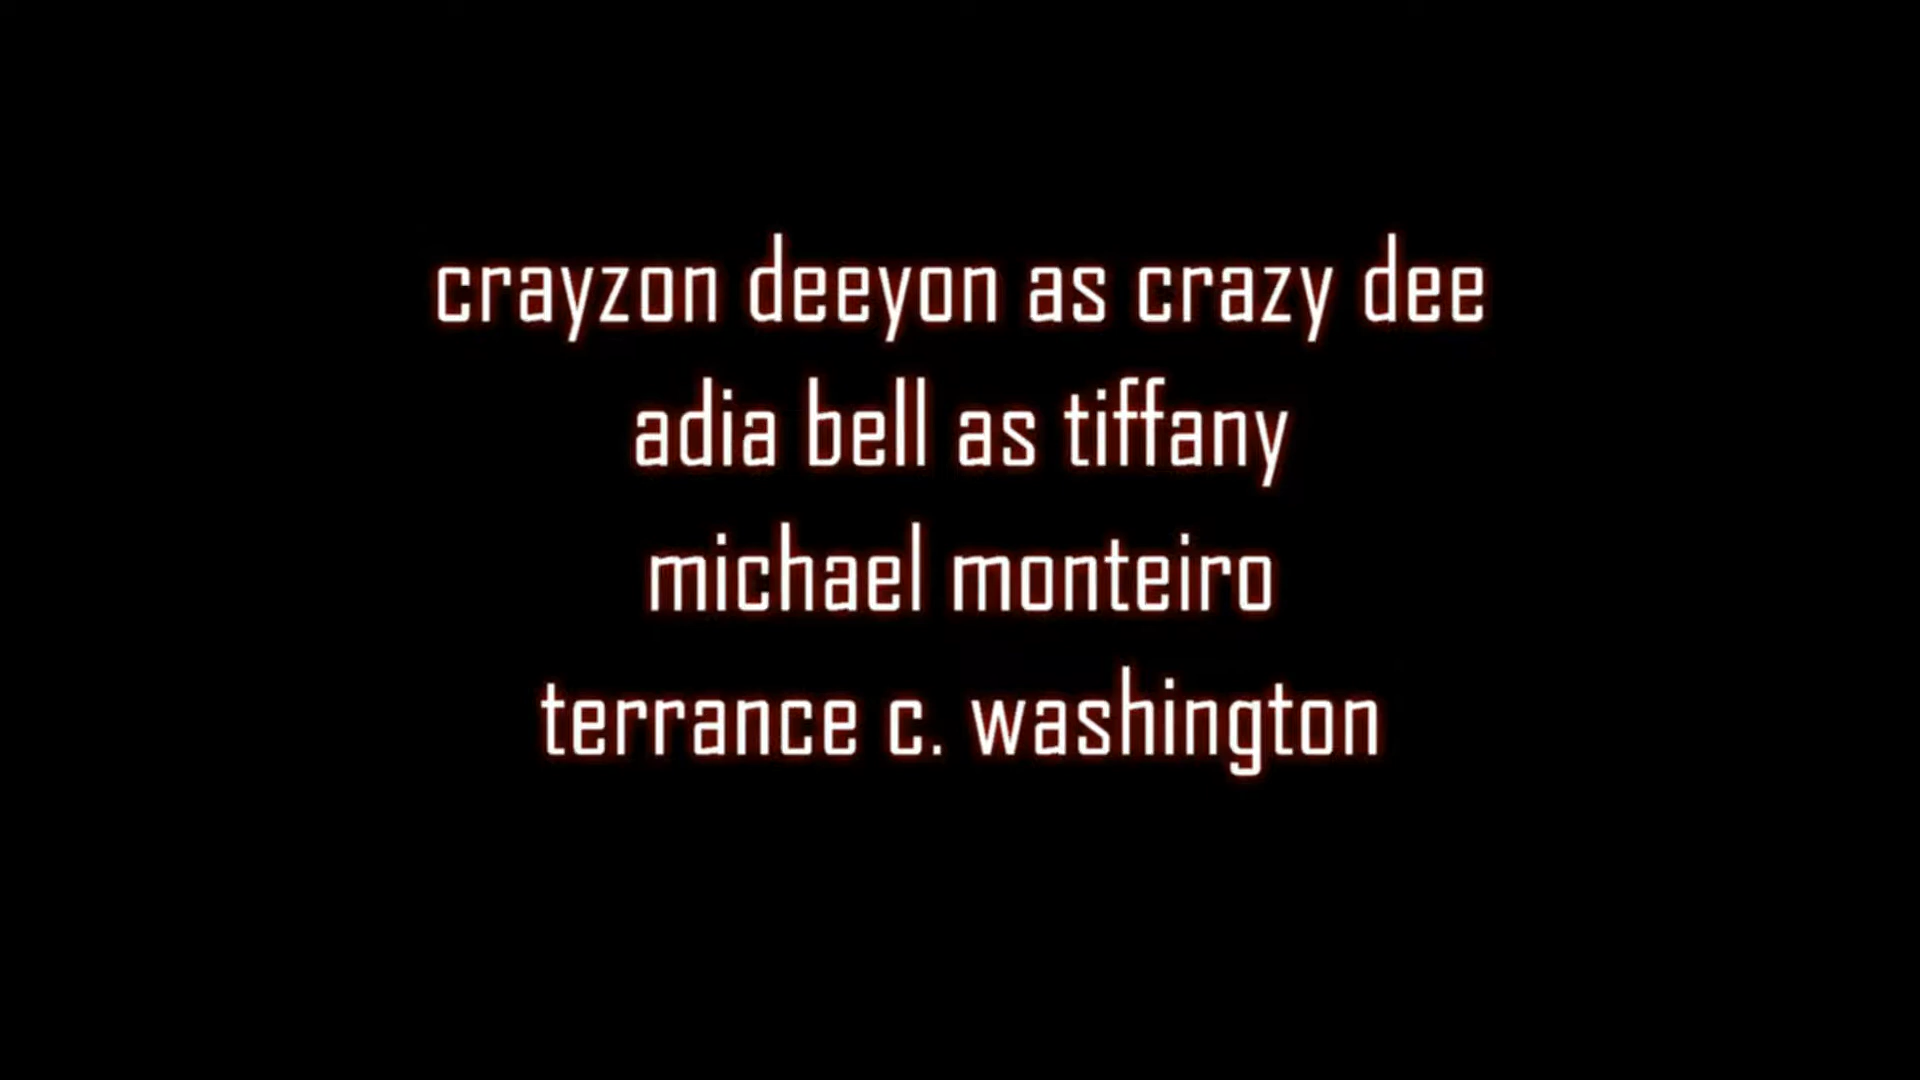 crayzon deeyon as crazy dee
adia bell as tiffany
michael monteiro
terrance c. washington